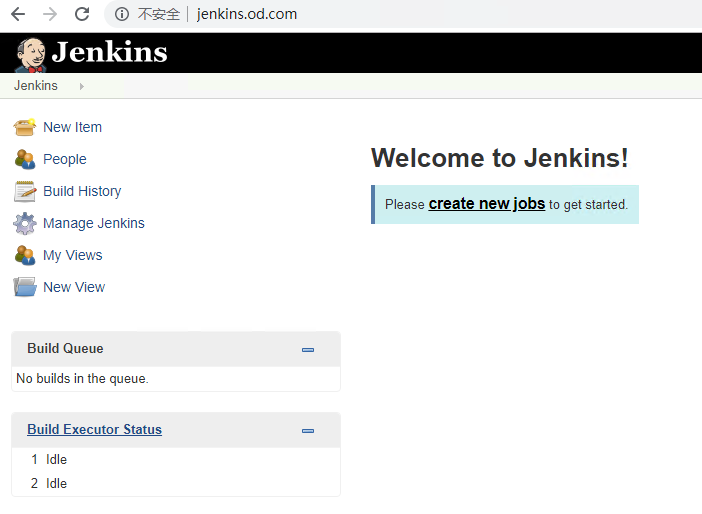 不安全 jenkins.od.com
Jenkins
Jenkins
New Item
People
Build History
Manage Jenkins
My Views
New View
Welcome to Jenkins!
Please create new jobs to get started.
Build Queue
No builds in the queue.
Build Executor Status
1 Idle
2 Idle